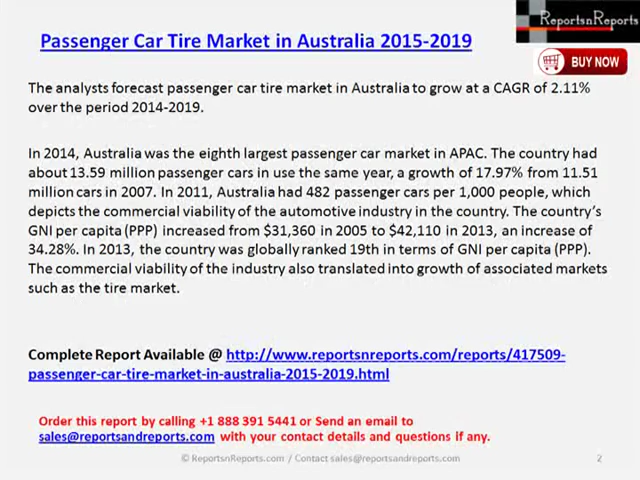 ReportsnReports
Passenger Car Tire Market in Australia 2015-2019
BUY NOW
The analysts forecast passenger car tire market in Australia to grow at a CAGR of 2.11%
over the period 2014-2019.
In 2014, Australia was the eighth largest passenger car market in APAC. The country had
about 13.59 million passenger cars in use the same year, a growth of 17.97% from 11.51
million cars in 2007. In 2011, Australia had 482 passenger cars per 1,000 people, which
depicts the commercial viability of the automotive industry in the country. The country's
GNI per capita (PPP) increased from $31,360 in 2005 to $42,110 in 2013, an increase of
34.28%. In 2013, the country was globally ranked 19th in terms of GNI per capita (PPP).
The commercial viability of the industry also translated into growth of associated markets
such as the tire market.
Complete Report Available @ http://www.reportsnreports.com/reports/417509-
passenger-car-tire-market-in-australia-2015-2019.html
Order this report by calling +1 888 391 5441 or Send an email to
sales@reportsandreports.com with your contact details and questions if any.
© ReportsnReports.com / Contact sales@reportsandreports.com 2